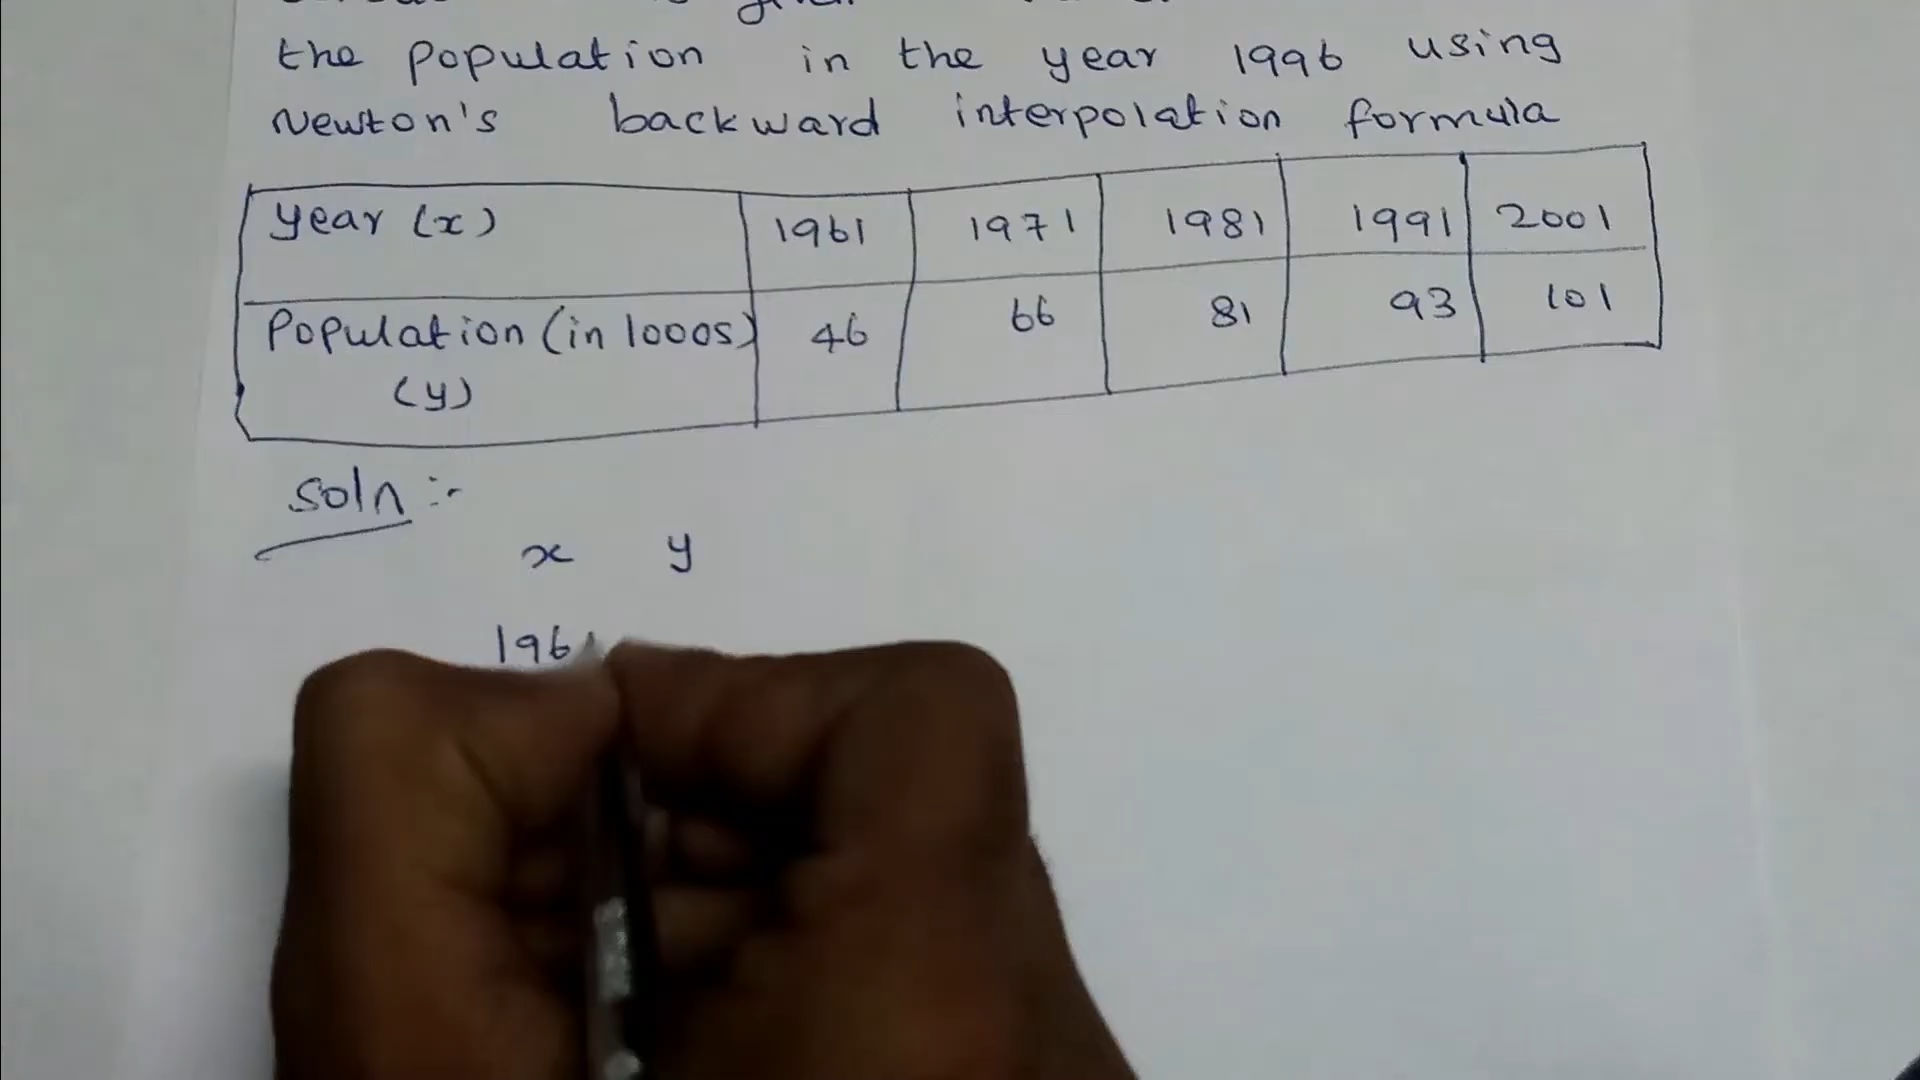 given
the population in the year 1996 using
Newton's backward interpolation formula
year (x) 1961 1971 1981 1991 2001
Population (in 1000s) 46 66 81 93 101
(y)
Soln :-
x y
196